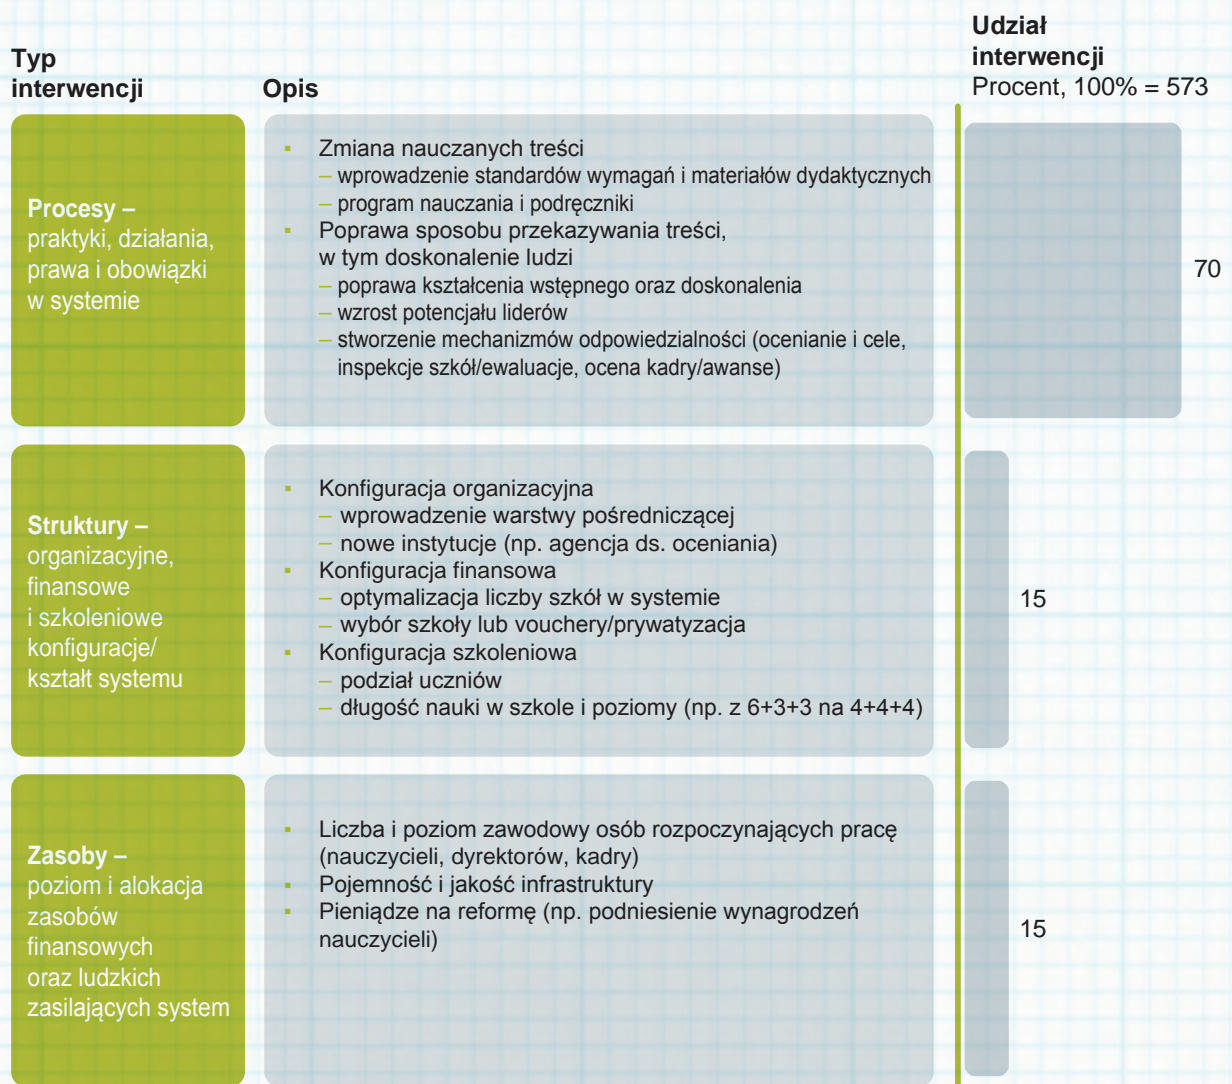 Typ
interwencji
Opis
Udział
interwencji
Procent, 100% = 573
Procesy –
praktyki, działania,
prawa i obowiązki
w systemie
▪ Zmiana nauczanych treści
– wprowadzenie standardów wymagań i materiałów dydaktycznych
– program nauczania i podręczniki
▪ Poprawa sposobu przekazywania treści,
w tym doskonalenie ludzi
– poprawa kształcenia wstępnego oraz doskonalenia
– wzrost potencjału liderów
– stworzenie mechanizmów odpowiedzialności (ocenianie i cele,
inspekcje szkół/ewaluacje, ocena kadry/awanse)
70
Struktury –
organizacyjne,
finansowe
i szkoleniowe
konfiguracje/
kształt systemu
▪ Konfiguracja organizacyjna
– wprowadzenie warstwy pośredniczącej
– nowe instytucje (np. agencja ds. oceniania)
▪ Konfiguracja finansowa
– optymalizacja liczby szkół w systemie
– wybór szkoły lub vouchery/prywatyzacja
▪ Konfiguracja szkoleniowa
– podział uczniów
– długość nauki w szkole i poziomy (np. z 6+3+3 na 4+4+4)
15
Zasoby –
poziom i alokacja
zasobów
finansowych
oraz ludzkich
zasilających system
▪ Liczba i poziom zawodowy osób rozpoczynających pracę
(nauczycieli, dyrektorów, kadry)
▪ Pojemność i jakość infrastruktury
▪ Pieniądze na reformę (np. podniesienie wynagrodzeń
nauczycieli)
15